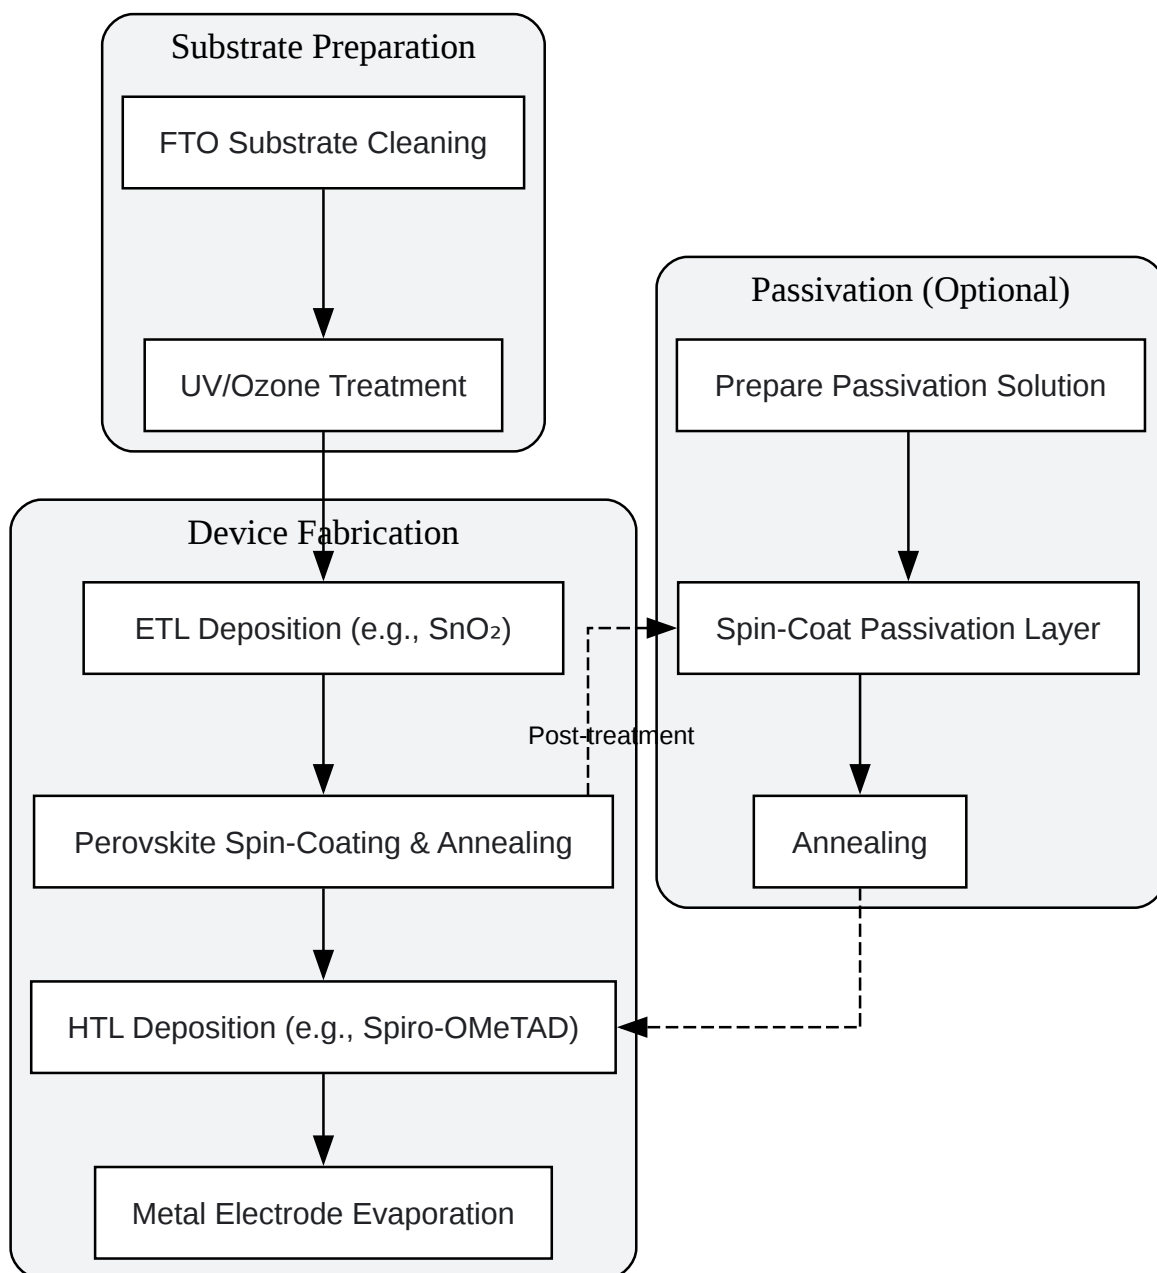 Substrate Preparation
FTO Substrate Cleaning
UV/Ozone Treatment
Passivation (Optional)
Prepare Passivation Solution
Device Fabrication
ETL Deposition (e.g., SnO₂)
Spin-Coat Passivation Layer
Post-treatment
Perovskite Spin-Coating & Annealing
Annealing
HTL Deposition (e.g., Spiro-OMeTAD)
Metal Electrode Evaporation